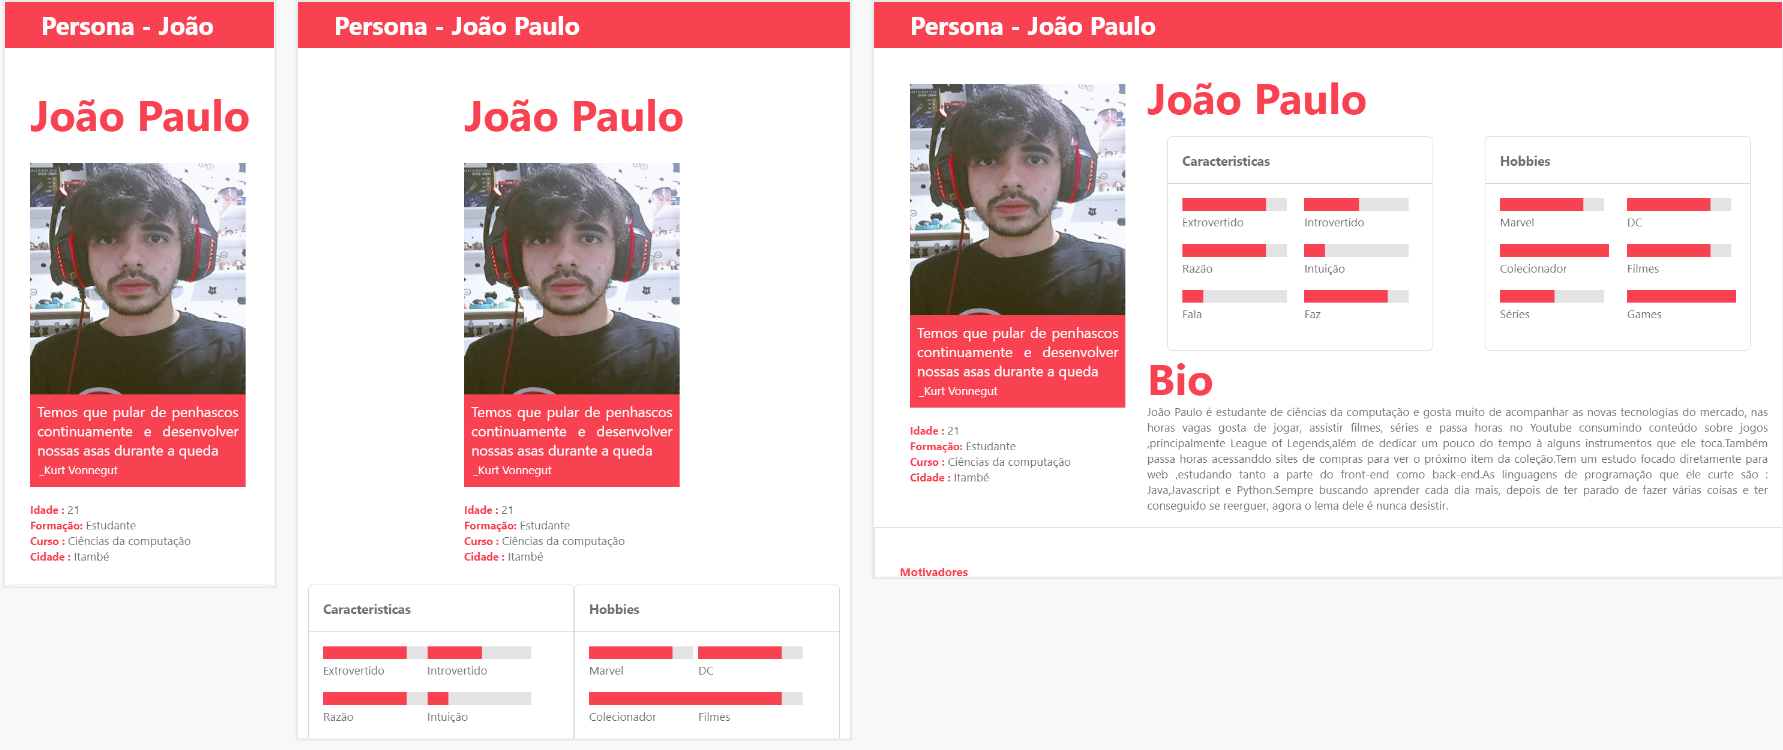 Persona - João
João Paulo
Temos que pular de penhascos
continuamente e desenvolver
nossas asas durante a queda
_Kurt Vonnegut
Idade : 21
Formação: Estudante
Curso : Ciências da computação
Cidade : Itambé
Persona - João Paulo
João Paulo
Temos que pular de penhascos
continuamente e desenvolver
nossas asas durante a queda
_Kurt Vonnegut
Idade : 21
Formação: Estudante
Curso : Ciências da computação
Cidade : Itambé
Caracteristicas
Extrovertido Introvertido
Razão Intuição
Hobbies
Marvel DC
Colecionador Filmes
Persona - João Paulo
Temos que pular de penhascos
continuamente e desenvolver
nossas asas durante a queda
_Kurt Vonnegut
Idade : 21
Formação: Estudante
Curso : Ciências da computação
Cidade : Itambé
João Paulo
Caracteristicas
Extrovertido Introvertido
Razão Intuição
Fala Faz
Hobbies
Marvel DC
Colecionador Filmes
Séries Games
Bio
João Paulo é estudante de ciências da computação e gosta muito de acompanhar as novas tecnologias do mercado, nas
horas vagas gosta de jogar, assistir filmes, séries e passa horas no Youtube consumindo conteúdo sobre jogos
,principalmente League of Legends,além de dedicar um pouco do tempo à alguns instrumentos que ele toca.Também
passa horas acessanddo sites de compras para ver o próximo item da coleção.Tem um estudo focado diretamente para
web ,estudando tanto a parte do front-end como back-end.As linguagens de programação que ele curte são :
Java,Javascript e Python.Sempre buscando aprender cada dia mais, depois de ter parado de fazer várias coisas e ter
conseguido se reerguer, agora o lema dele é nunca desistir.
Motivadores